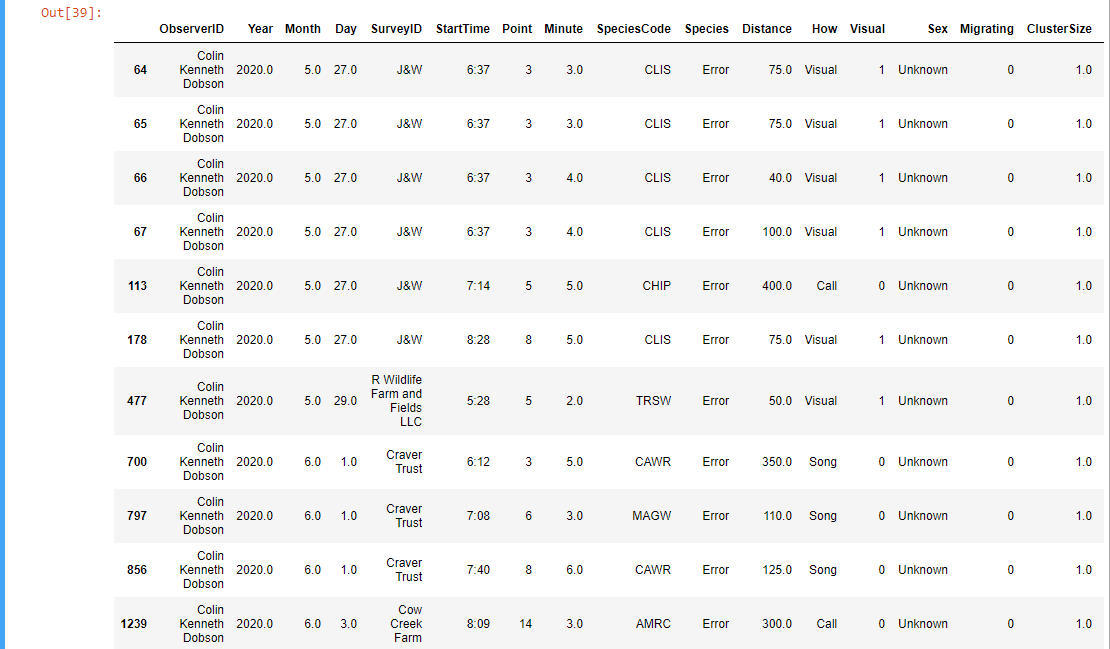 Out[39]:
ObserverID Year Month Day SurveyID StartTime Point Minute SpeciesCode Species Distance How Visual Sex Migrating ClusterSize
64 Colin Kenneth Dobson 2020.0 5.0 27.0 J&W 6:37 3 3.0 CLIS Error 75.0 Visual 1 Unknown 0 1.0
65 Colin Kenneth Dobson 2020.0 5.0 27.0 J&W 6:37 3 3.0 CLIS Error 75.0 Visual 1 Unknown 0 1.0
66 Colin Kenneth Dobson 2020.0 5.0 27.0 J&W 6:37 3 4.0 CLIS Error 40.0 Visual 1 Unknown 0 1.0
67 Colin Kenneth Dobson 2020.0 5.0 27.0 J&W 6:37 3 4.0 CLIS Error 100.0 Visual 1 Unknown 0 1.0
113 Colin Kenneth Dobson 2020.0 5.0 27.0 J&W 7:14 5 5.0 CHIP Error 400.0 Call 0 Unknown 0 1.0
178 Colin Kenneth Dobson 2020.0 5.0 27.0 J&W 8:28 8 5.0 CLIS Error 75.0 Visual 1 Unknown 0 1.0
477 Colin Kenneth Dobson 2020.0 5.0 29.0 R Wildlife Farm and Fields LLC 5:28 5 2.0 TRSW Error 50.0 Visual 1 Unknown 0 1.0
700 Colin Kenneth Dobson 2020.0 6.0 1.0 Craver Trust 6:12 3 5.0 CAWR Error 350.0 Song 0 Unknown 0 1.0
797 Colin Kenneth Dobson 2020.0 6.0 1.0 Craver Trust 7:08 6 3.0 MAGW Error 110.0 Song 0 Unknown 0 1.0
856 Colin Kenneth Dobson 2020.0 6.0 1.0 Craver Trust 7:40 8 6.0 CAWR Error 125.0 Song 0 Unknown 0 1.0
1239 Colin Kenneth Dobson 2020.0 6.0 3.0 Cow Creek Farm 8:09 14 3.0 AMRC Error 300.0 Call 0 Unknown 0 1.0